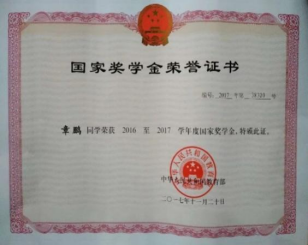 国家奖学金荣誉证书
章鹏 同学荣获 2016 至 2017 学年度国家奖学金。特颁此证。
中华人民共和国教育部
二〇一七年十一月二十日